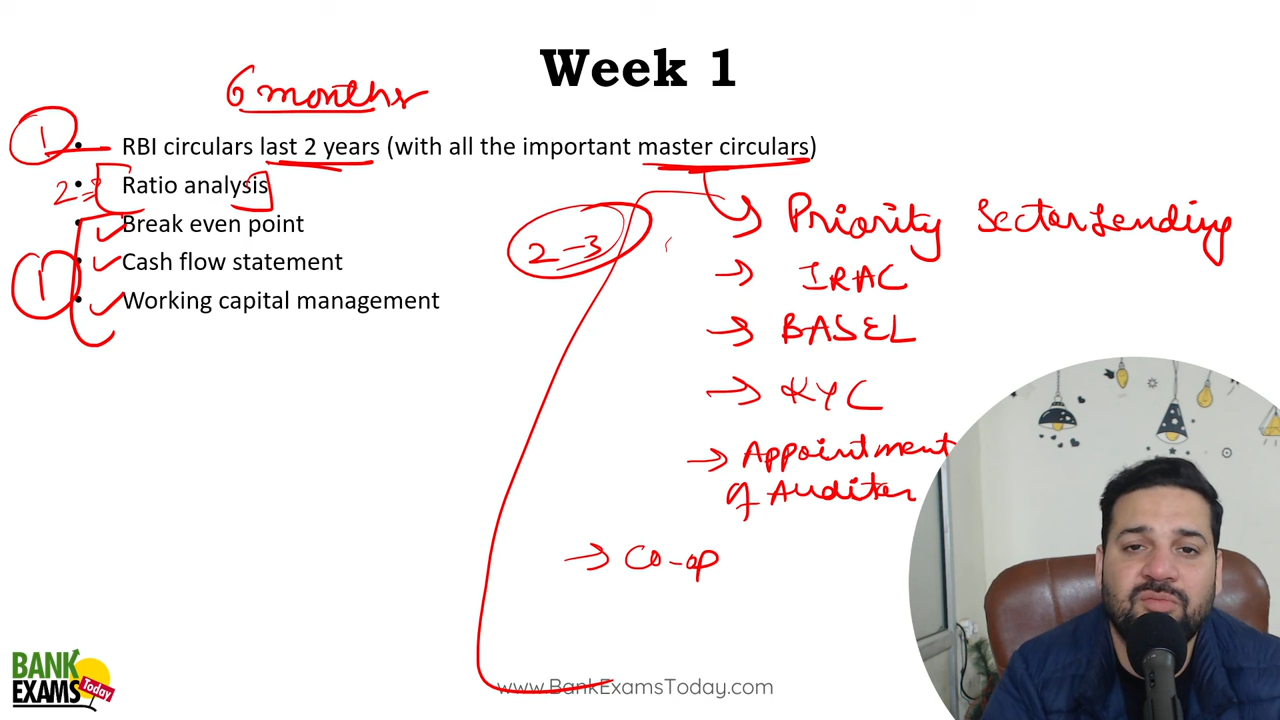 Week 1
6 months
1 • RBI circulars last 2 years (with all the important master circulars)
2 • Ratio analysis
• Break even point
1 • Cash flow statement
• Working capital management
2-3
→ Priority Sector Lending
→ IRAC
→ BASEL
→ KYC
→ Appointment
of Auditor
→ Co-op
BANK
EXAMS
Today
www.BankExamsToday.com